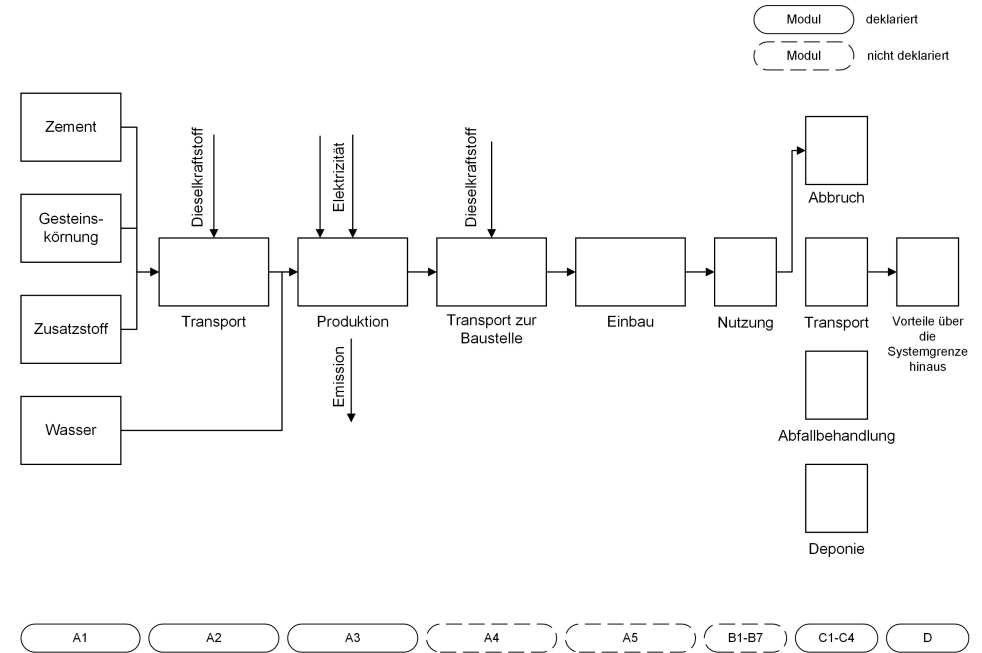 Modul
deklariert
Modul
nicht deklariert
Zement
Gesteins-
körnung
Zusatzstoff
Wasser
Dieselkraftstoff
Transport
Elektrizität
Produktion
Emission
Dieselkraftstoff
Transport zur
Baustelle
Einbau
Nutzung
Abbruch
Transport
Abfallbehandlung
Deponie
Vorteile über
die
Systemgrenze
hinaus
A1
A2
A3
A4
A5
B1-B7
C1-C4
D